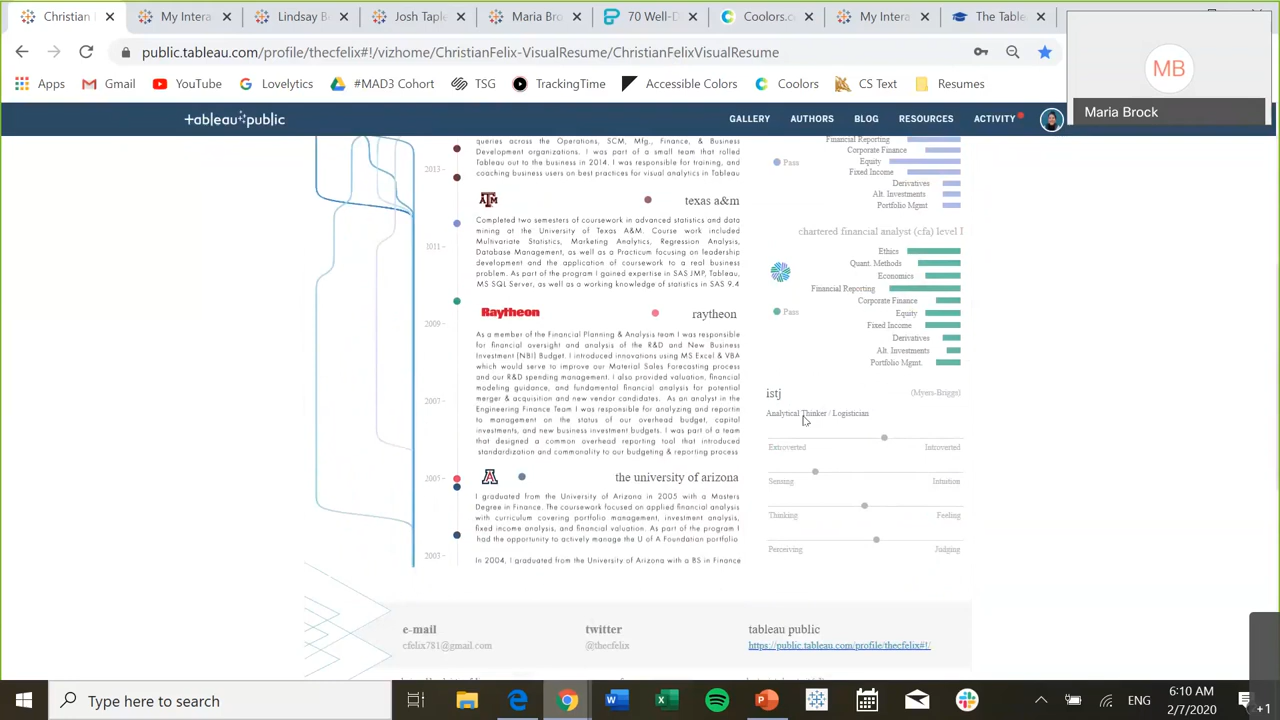 Christian
My Intera
Lindsay B
Josh Taple
Maria Bro
70 Well-D
Coolors.c
My Intera
The Table
public.tableau.com/profile/thecfelix#!/vizhome/ChristianFelix-VisualResume/ChristianFelixVisualResume
Apps
Gmail
YouTube
Lovelytics
#MAD3 Cohort
TSG
TrackingTime
Accessible Colors
Coolors
CS Text
Resumes
MB
Maria Brock
+ableau+public
GALLERY
AUTHORS
BLOG
RESOURCES
ACTIVITY
2013
2011
2009
2007
2005
2003
queries across the Operations, SCM, Mfg., Finance, & Business
Development organizations. I was part of a small team that rolled
Tableau out to the business in 2014. I was responsible for training, and
coaching business users on best practices for visual analytics in Tableau
ATM
texas a&m
Completed two semesters of coursework in advanced statistics and data
mining at the University of Texas A&M. Course work included
Multivariate Statistics, Marketing Analytics, Regression Analysis,
Database Management, as well as a Practicum focusing on leadership
development and the application of coursework to a real business
problem. As part of the program I gained expertise in SAS JMP, Tableau,
MS SQL Server, as well as a working knowledge of statistics in SAS 9.4
Raytheon
raytheon
As a member of the Financial Planning & Analysis team I was responsible
for financial oversight and analysis of the R&D and New Business
Investment (NBI) Budget. I introduced innovations using MS Excel & VBA
which would serve to improve our Material Sales Forecasting process
and our R&D spending management. I also provided valuation, financial
modeling guidance, and fundamental financial analysis for potential
merger & acquisition and new vendor candidates. As an analyst in the
Engineering Finance Team I was responsible for analyzing and reportin
to management on the status of our overhead budget, capital
investments, and new business investment budgets. I was part of a team
that designed a common overhead reporting tool that introduced
standardization and commonality to our budgeting & reporting process
A
the university of arizona
I graduated from the University of Arizona in 2005 with a Masters
Degree in Finance. The coursework focused on applied financial analysis
with curriculum covering portfolio management, investment analysis,
fixed income analysis, and financial valuation. As part of the program I
had the opportunity to actively manage the U of A Foundation portfolio
In 2004, I graduated from the University of Arizona with a BS in Finance
Financial Reporting
Corporate Finance
Equity
Pass
Fixed Income
Derivatives
Alt. Investments
Portfolio Mgmt
chartered financial analyst (cfa) level I
Ethics
Quant. Methods
Economics
Financial Reporting
Corporate Finance
Pass
Equity
Fixed Income
Derivatives
Alt. Investments
Portfolio Mgmt.
istj
(Myers-Briggs)
Analytical Thinker / Logistician
Extroverted
Introverted
Sensing
Intuition
Thinking
Feeling
Perceiving
Judging
e-mail
cfelix781@gmail.com
twitter
@thecfelix
tableau public
https://public.tableau.com/profile/thecfelix#!/
Type here to search
ENG
6:10 AM
2/7/2020
+1